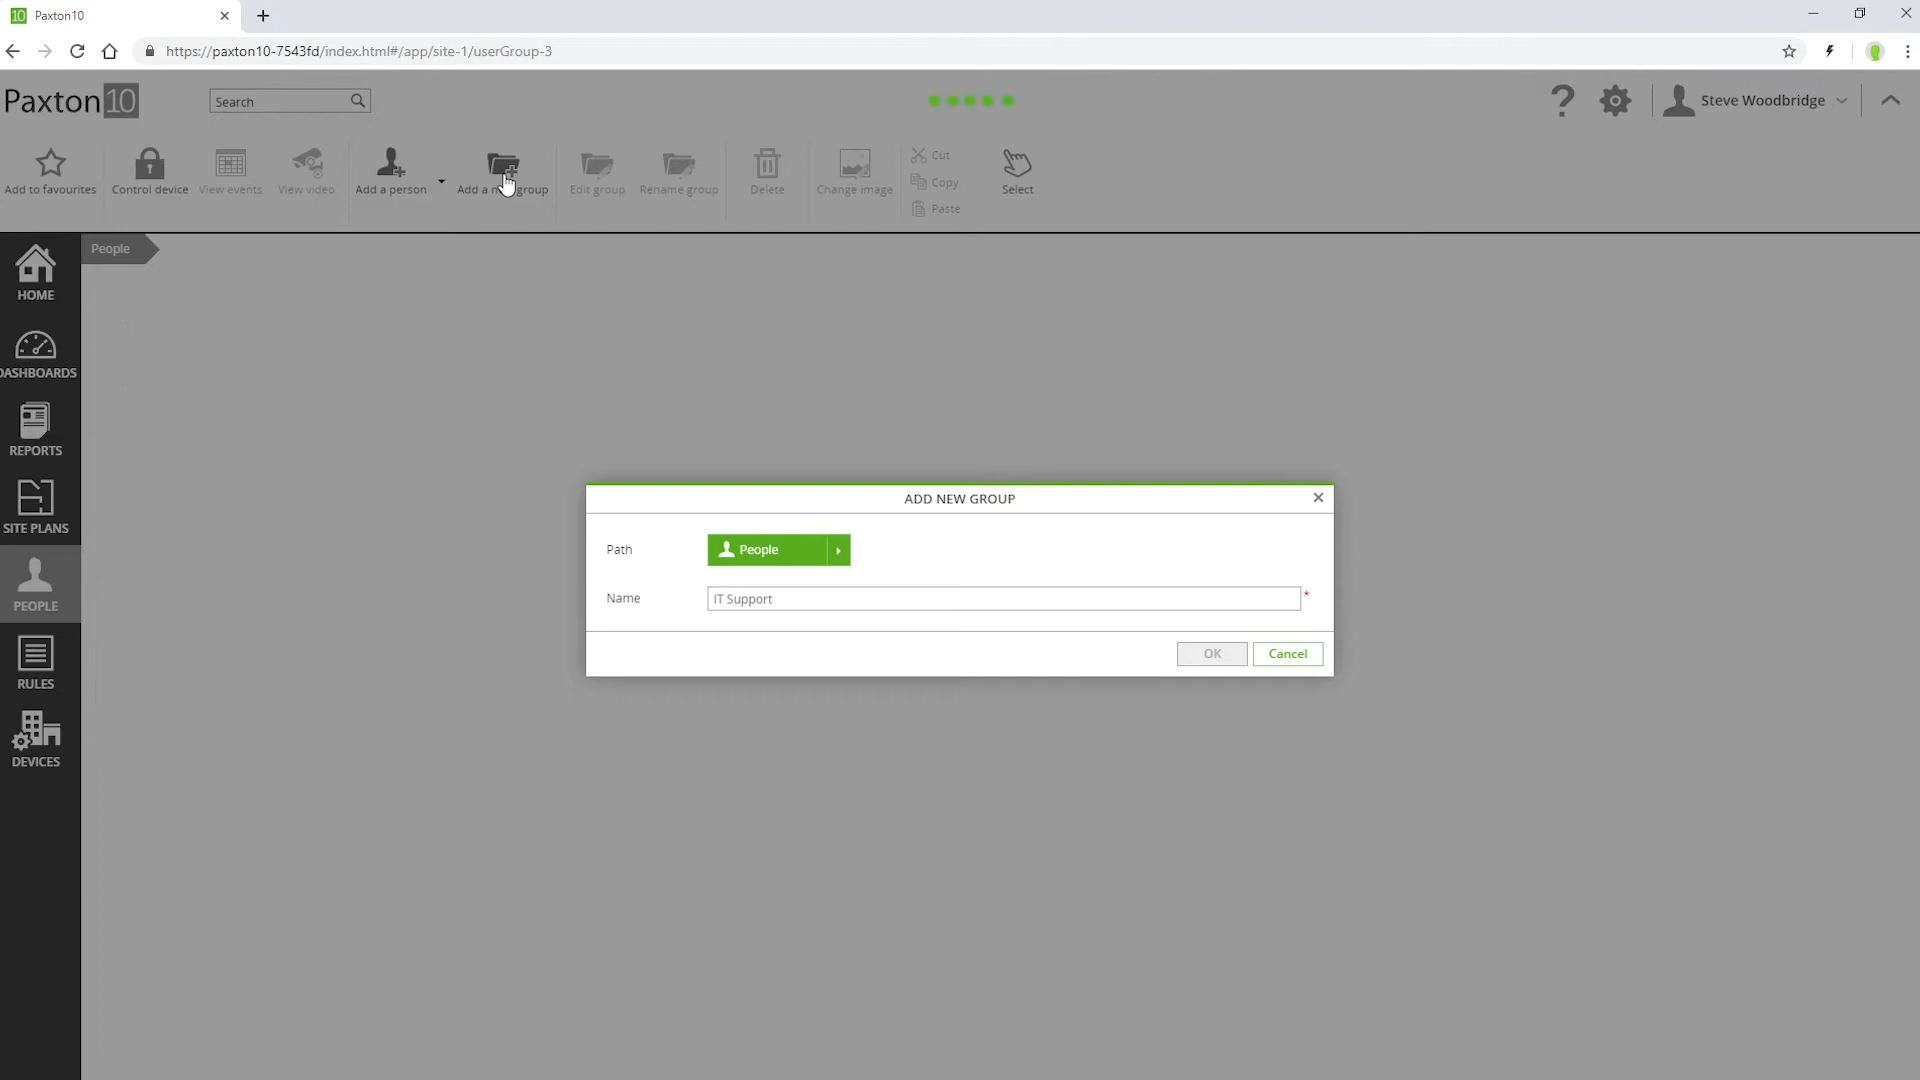 Paxton10
https://paxton10-7543fd/index.html#/app/site-1/userGroup-3
Paxton10
Search
Steve Woodbridge
Add to favourites
Control device
View events
View video
Add a person
Add a group
Edit group
Rename group
Delete
Change image
Cut
Copy
Paste
Select
People
HOME
DASHBOARDS
REPORTS
SITE PLANS
PEOPLE
RULES
DEVICES
ADD NEW GROUP
Path
People
Name
IT Support
*
OK
Cancel